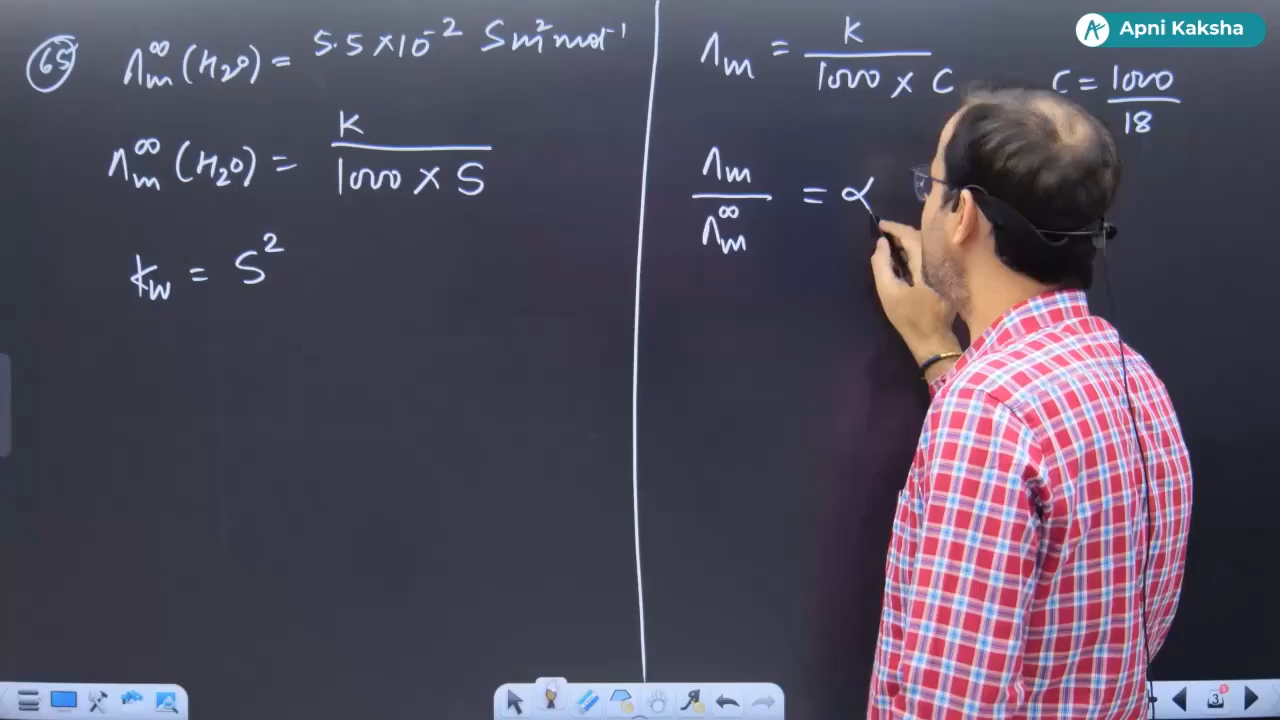 Apni Kaksha
65 Λm∞ (H2O) = 5.5 × 10⁻² S m² mol⁻¹
Λm∞ (H2O) = K / 1000 × S
Kw = S²
Λm = K / 1000 × C
C = 1000 / 18
Λm / Λm∞ = α
3